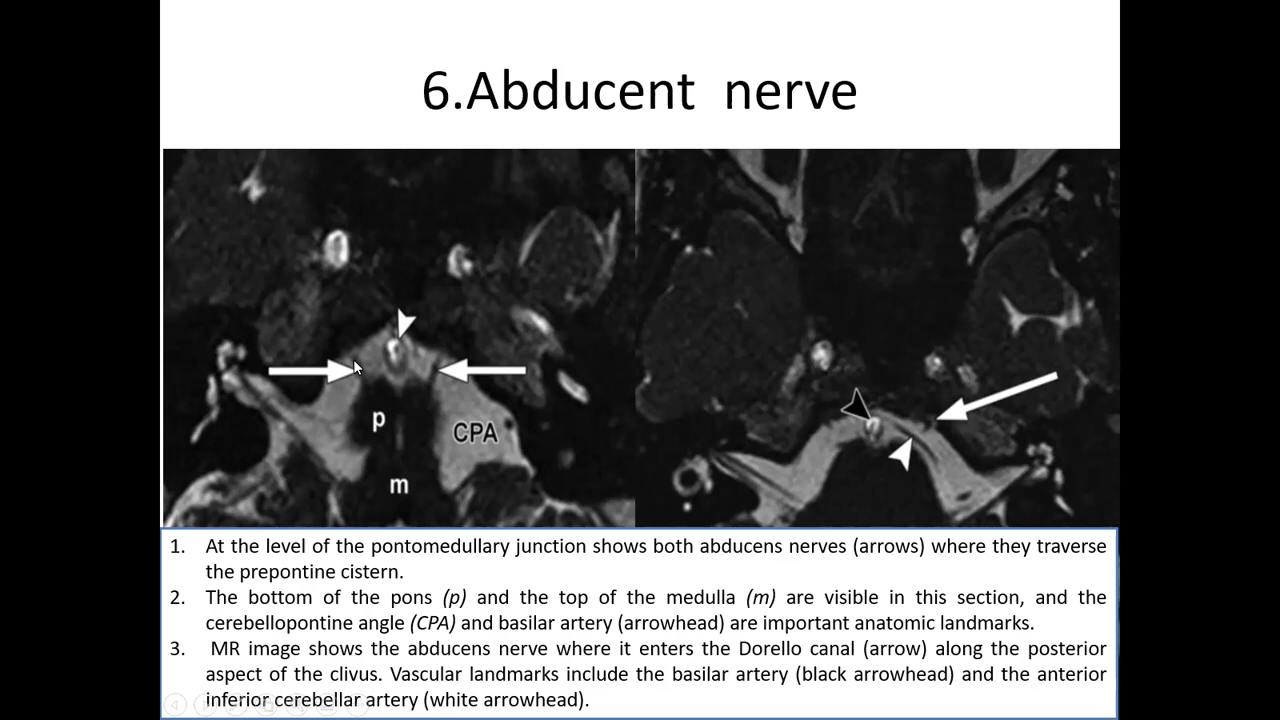 6.Abducent nerve
p
CPA
m
1. At the level of the pontomedullary junction shows both abducens nerves (arrows) where they traverse
the prepontine cistern.
2. The bottom of the pons (p) and the top of the medulla (m) are visible in this section, and the
cerebellopontine angle (CPA) and basilar artery (arrowhead) are important anatomic landmarks.
3. MR image shows the abducens nerve where it enters the Dorello canal (arrow) along the posterior
aspect of the clivus. Vascular landmarks include the basilar artery (black arrowhead) and the anterior
inferior cerebellar artery (white arrowhead).